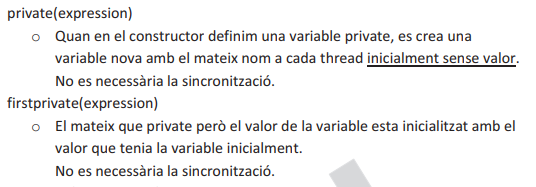 private(expression)
o Quan en el constructor definim una variable private, es crea una
variable nova amb el mateix nom a cada thread inicialment sense valor.
No es necessària la sincronització.
firstprivate(expression)
o El mateix que private però el valor de la variable esta inicialitzat amb el
valor que tenia la variable inicialment.
No es necessària la sincronització.